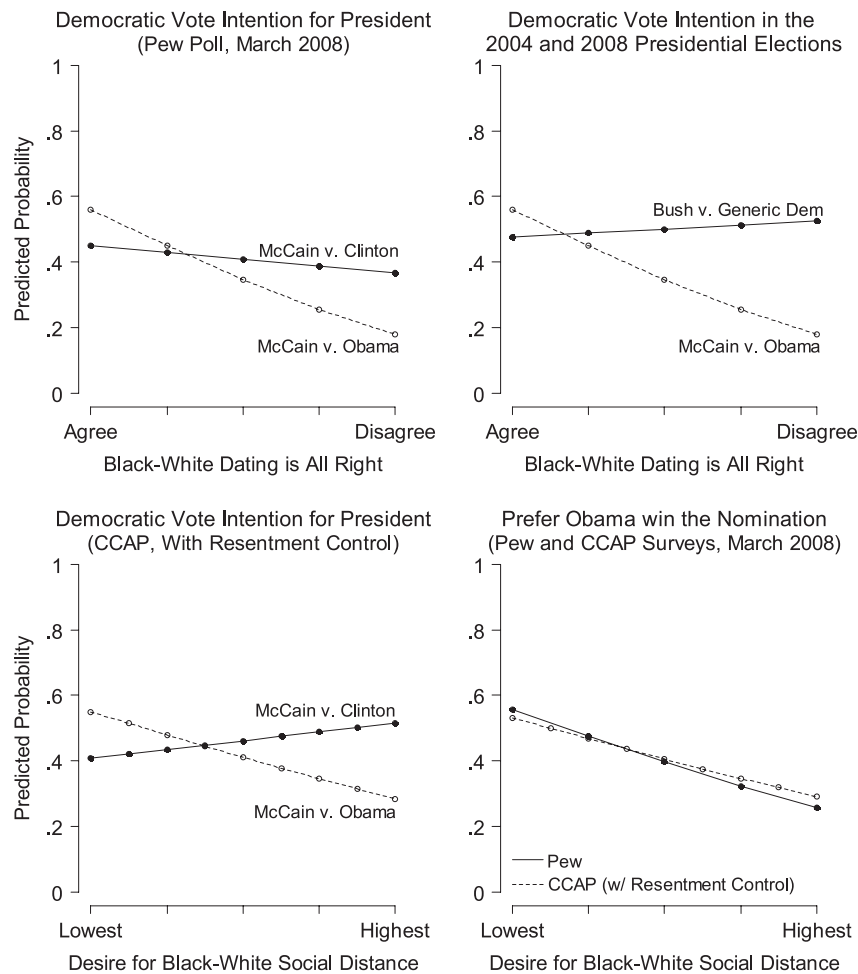 Democratic Vote Intention for President
(Pew Poll, March 2008)
1
.8
.6
.4
.2
0
Predicted Probability
McCain v. Clinton
McCain v. Obama
Agree
Disagree
Black-White Dating is All Right
Democratic Vote Intention in the
2004 and 2008 Presidential Elections
1
.8
.6
.4
.2
0
Bush v. Generic Dem
McCain v. Obama
Agree
Disagree
Black-White Dating is All Right
Democratic Vote Intention for President
(CCAP, With Resentment Control)
1
.8
.6
.4
.2
0
Predicted Probability
McCain v. Clinton
McCain v. Obama
Lowest
Highest
Desire for Black-White Social Distance
Prefer Obama win the Nomination
(Pew and CCAP Surveys, March 2008)
1
.8
.6
.4
.2
0
Pew
CCAP (w/ Resentment Control)
Lowest
Highest
Desire for Black-White Social Distance